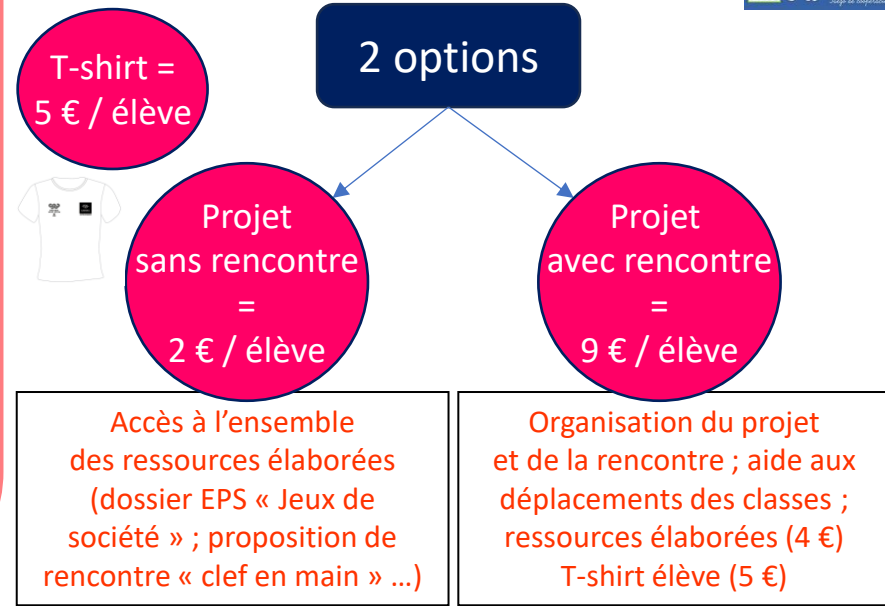 T-shirt =
5 € / élève
2 options
Projet
sans rencontre
=
2 € / élève
Projet
avec rencontre
=
9 € / élève
Accès à l’ensemble
des ressources élaborées
(dossier EPS « Jeux de
société » ; proposition de
rencontre « clef en main » …)
Organisation du projet
et de la rencontre ; aide aux
déplacements des classes ;
ressources élaborées (4 €)
T-shirt élève (5 €)